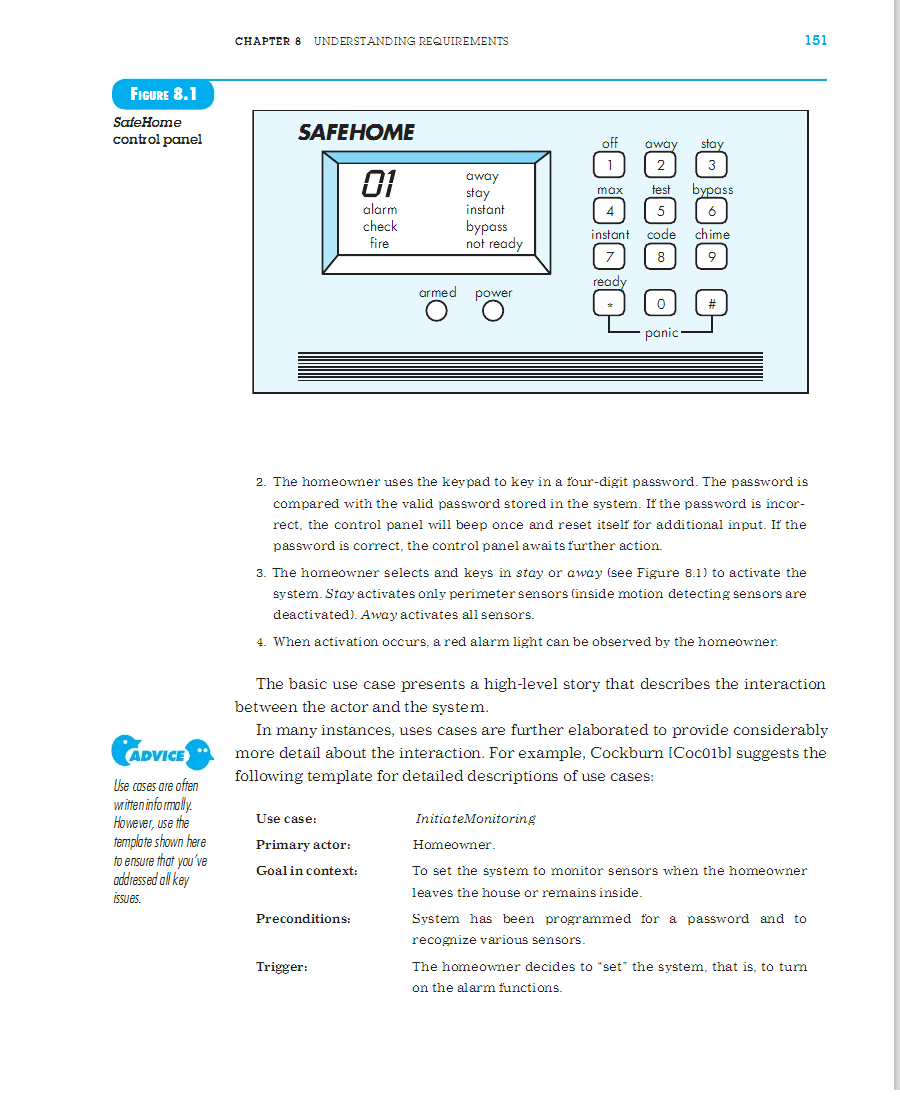 CHAPTER 8 UNDERSTANDING REQUIREMENTS 151
FIGURE 8.1
SafeHome
control panel
SAFEHOME
01
alarm
check
fire
away
stay
instant
bypass
not ready
armed power
off away stay
1 2 3
max test bypass
4 5 6
instant code chime
7 8 9
ready
* 0 #
panic
2. The homeowner uses the keypad to key in a four-digit password. The password is
compared with the valid password stored in the system. If the password is incor-
rect, the control panel will beep once and reset itself for additional input. If the
password is correct, the control panel awaits further action.
3. The homeowner selects and keys in stay or away (see Figure 8.1) to activate the
system. Stay activates only perimeter sensors (inside motion detecting sensors are
deactivated). Away activates all sensors.
4. When activation occurs, a red alarm light can be observed by the homeowner.
The basic use case presents a high-level story that describes the interaction
between the actor and the system.
In many instances, uses cases are further elaborated to provide considerably
more detail about the interaction. For example, Cockburn [Coc01b] suggests the
following template for detailed descriptions of use cases:
ADVICE
Use cases are often
written informally.
However, use the
template shown here
to ensure that you've
addressed all key
issues.
Use case: InitiateMonitoring
Primary actor: Homeowner.
Goal in context: To set the system to monitor sensors when the homeowner
leaves the house or remains inside.
Preconditions: System has been programmed for a password and to
recognize various sensors.
Trigger: The homeowner decides to “set” the system, that is, to turn
on the alarm functions.